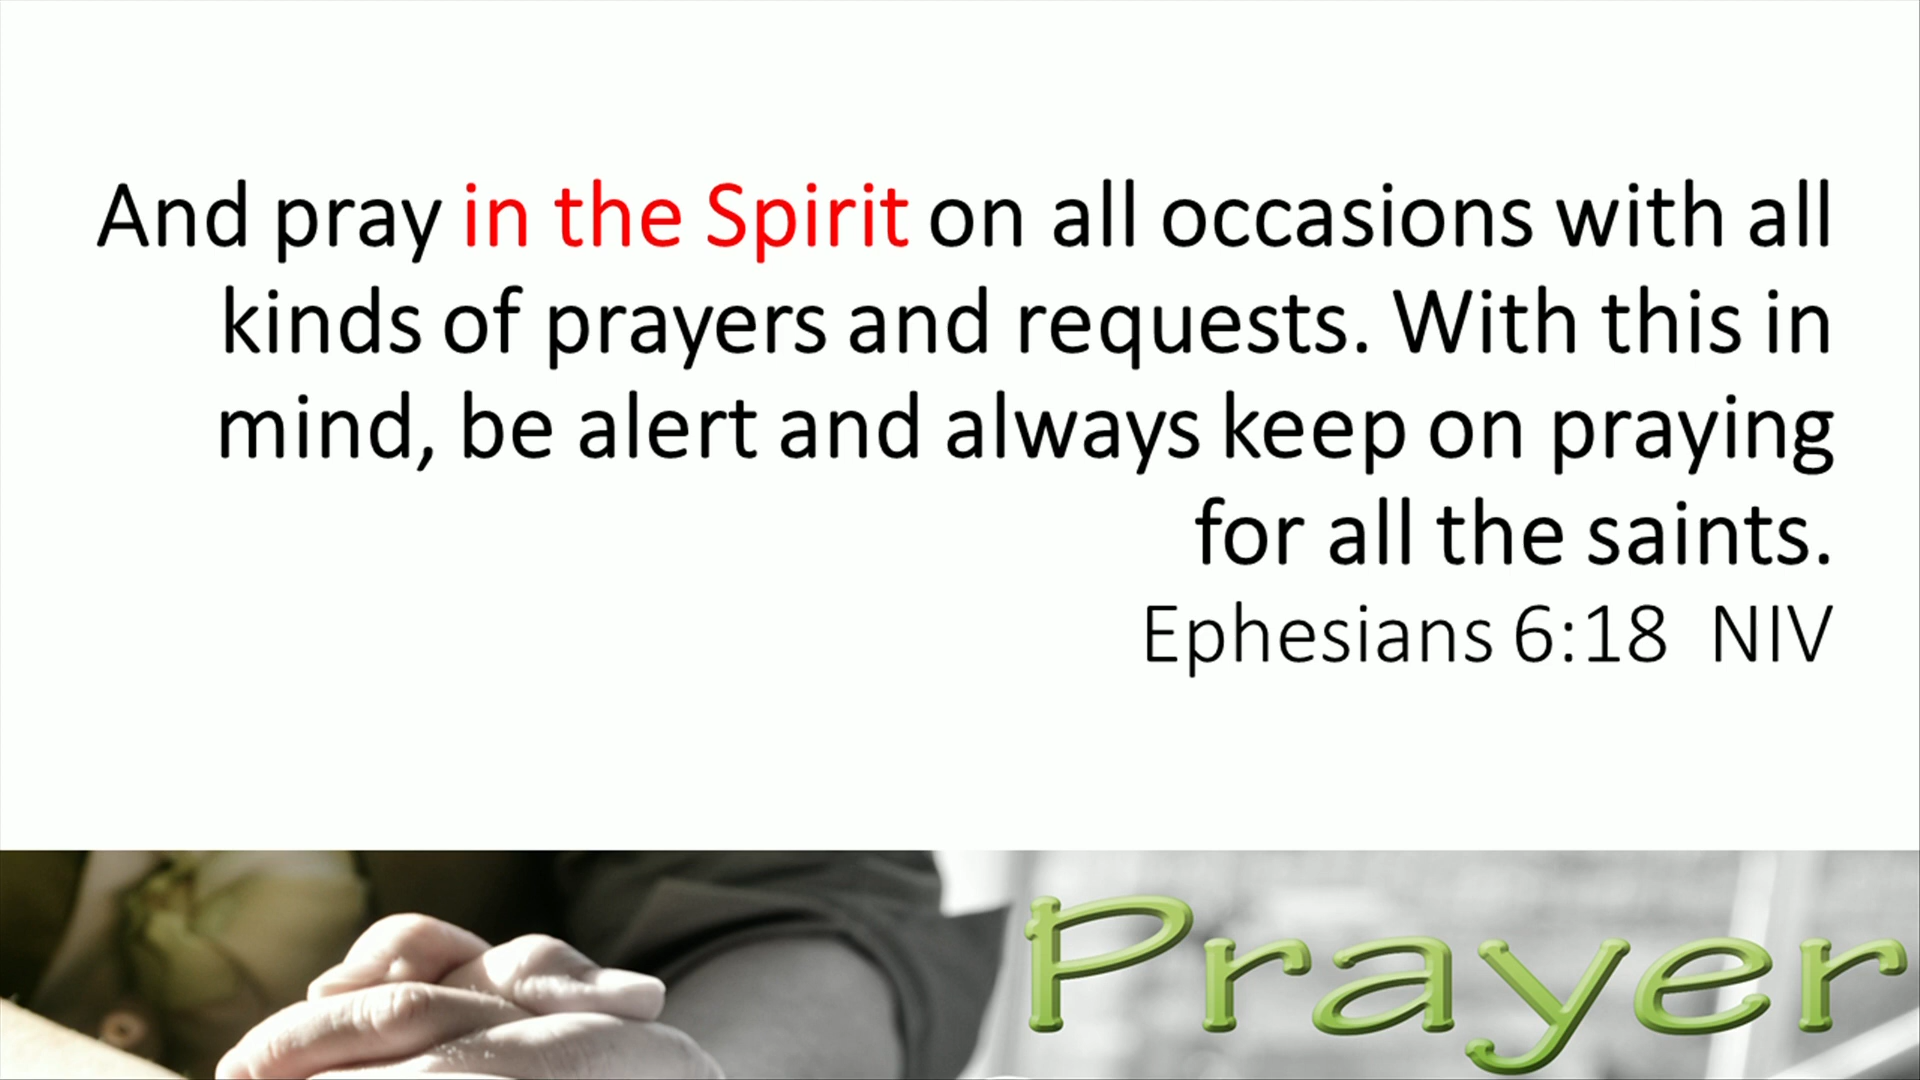 And pray in the Spirit on all occasions with all
kinds of prayers and requests. With this in
mind, be alert and always keep on praying
for all the saints.
Ephesians 6:18 NIV
Prayer